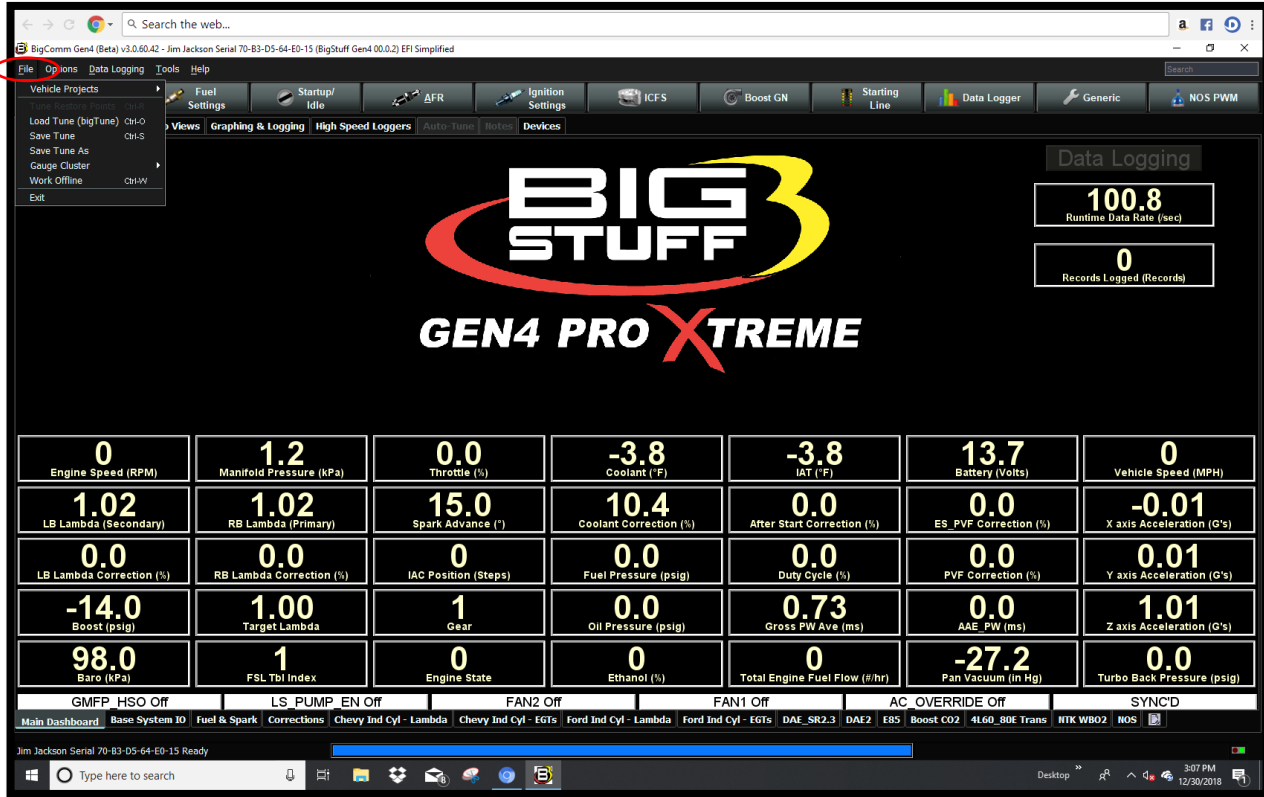 Search the web...
BigComm Gen4 (Beta) v3.0.60.42 - Jim Jackson Serial 70-B3-D5-64-E0-15 (BigStuff Gen4 00.0.2) EFI Simplified
File Options Data Logging Tools Help Search
Vehicle Projects
Tune Restore Points Ctrl-R
Load Tune (bigTune) Ctrl-O
Save Tune Ctrl-S
Save Tune As
Gauge Cluster
Work Offline Ctrl-W
Exit
Fuel Settings
Startup/ Idle
AFR
Ignition Settings
ICFS
Boost GN
Starting Line
Data Logger
Generic
NOS PWM
Views Graphing & Logging High Speed Loggers Auto-Tune Notes Devices
BIG
STUFF
3
GEN4 PRO XTREME
Data Logging
100.8
Runtime Data Rate (/sec)
0
Records Logged (Records)
0 1.2 0.0 -3.8 -3.8 13.7 0
Engine Speed (RPM) Manifold Pressure (kPa) Throttle (%) Coolant (°F) IAT (°F) Battery (Volts) Vehicle Speed (MPH)
1.02 1.02 15.0 10.4 0.0 0.0 -0.01
LB Lambda (Secondary) RB Lambda (Primary) Spark Advance (°) Coolant Correction (%) After Start Correction (%) ES_PVF Correction (%) X axis Acceleration (G's)
0.0 0.0 0 0.0 0.0 0.0 0.01
LB Lambda Correction (%) RB Lambda Correction (%) IAC Position (Steps) Fuel Pressure (psig) Duty Cycle (%) PVF Correction (%) Y axis Acceleration (G's)
-14.0 1.00 1 0.0 0.73 0.0 1.01
Boost (psig) Target Lambda Gear Oil Pressure (psig) Gross PW Ave (ms) AAE_PW (ms) Z axis Acceleration (G's)
98.0 1 0 0 0 -27.2 0.0
Baro (kPa) FSL Tbl Index Engine State Ethanol (%) Total Engine Fuel Flow (#/hr) Pan Vacuum (in Hg) Turbo Back Pressure (psig)
GMFP_HSO Off LS_PUMP_EN Off FAN2 Off FAN1 Off AC_OVERRIDE Off SYNC'D
Main Dashboard Base System IO Fuel & Spark Corrections Chevy Ind Cyl - Lambda Chevy Ind Cyl - EGTs Ford Ind Cyl - Lambda Ford Ind Cyl - EGTs DAE_SR2.3 DAE2 E85 Boost CO2 4L60_80E Trans NTK WBO2 NOS
Jim Jackson Serial 70-B3-D5-64-E0-15 Ready
Type here to search
Desktop
3:07 PM
12/30/2018